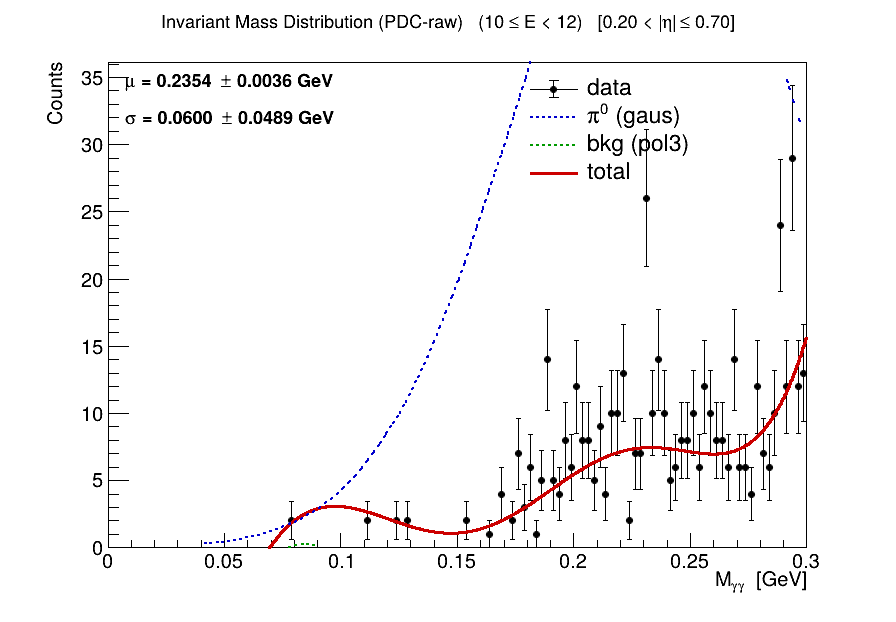 Invariant Mass Distribution (PDC-raw) (10 ≤ E < 12) [0.20 < |η| ≤ 0.70]
Counts
μ = 0.2354 ± 0.0036 GeV
σ = 0.0600 ± 0.0489 GeV
data
π⁰ (gaus)
bkg (pol3)
total
35
30
25
20
15
10
5
0
0 0.05 0.1 0.15 0.2 0.25 0.3
Mγγ [GeV]